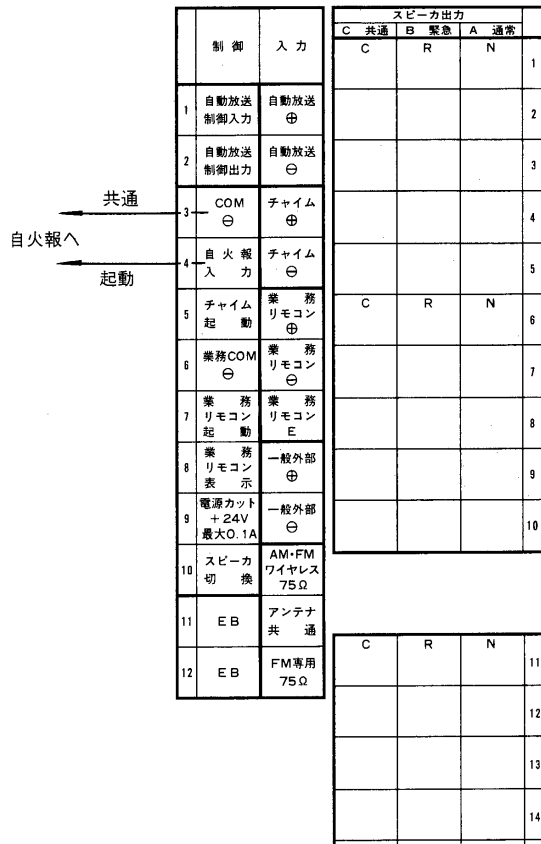 制御 入力
1 自動放送 制御入力 自動放送 ⊕
2 自動放送 制御出力 自動放送 ⊖
3 COM ⊖ チャイム ⊕
4 自火報 入力 チャイム ⊖
5 チャイム 起動 業務 リモコン ⊕
6 業務COM ⊖ 業務 リモコン ⊖
7 業務 リモコン 起動 業務 リモコン E
8 業務 リモコン 表示 一般外部 ⊕
9 電源カット +24V 最大0.1A 一般外部 ⊖
10 スピーカ 切換 AM・FM ワイヤレス 75Ω
11 EB アンテナ 共通
12 EB FM専用 75Ω
共通
自火報へ
起動
スピーカ出力
C 共通 B 緊急 A 通常
C R N 1
2
3
4
5
C R N 6
7
8
9
10
C R N 11
12
13
14